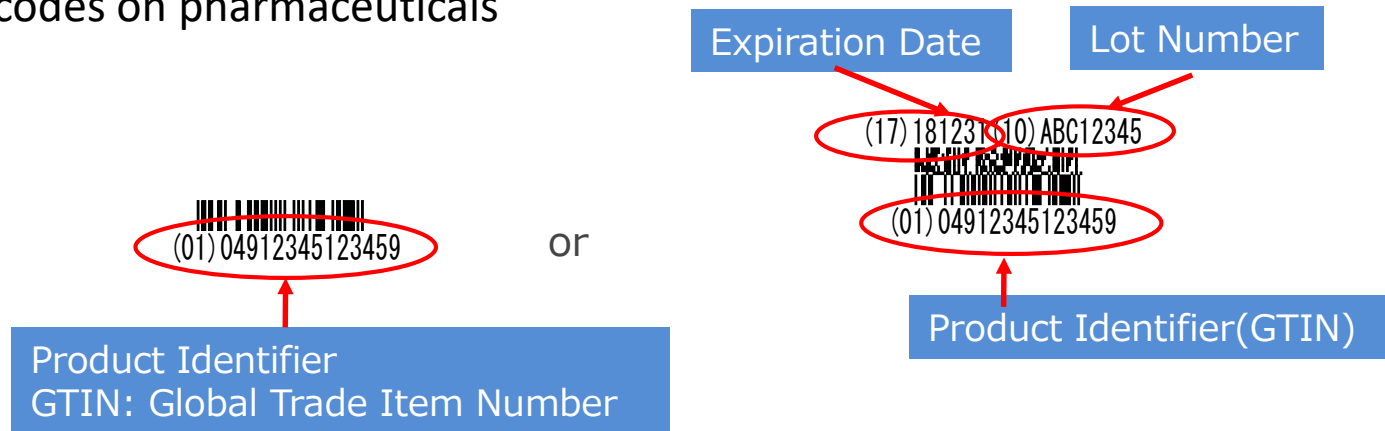 codes on pharmaceuticals
Expiration Date
Lot Number
(17)181231(10)ABC12345
(01)04912345123459
(01)04912345123459
or
Product Identifier(GTIN)
Product Identifier
GTIN: Global Trade Item Number